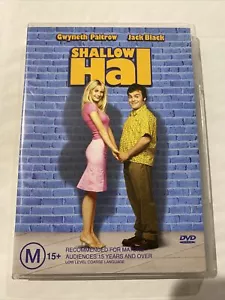 Gwyneth Paltrow Jack Black
SHALLOW
Hal
M 15+
RECOMMENDED FOR MA
AUDIENCES 15 YEARS AND OVER
LOW LEVEL COARSE LANGUAGE
DVD